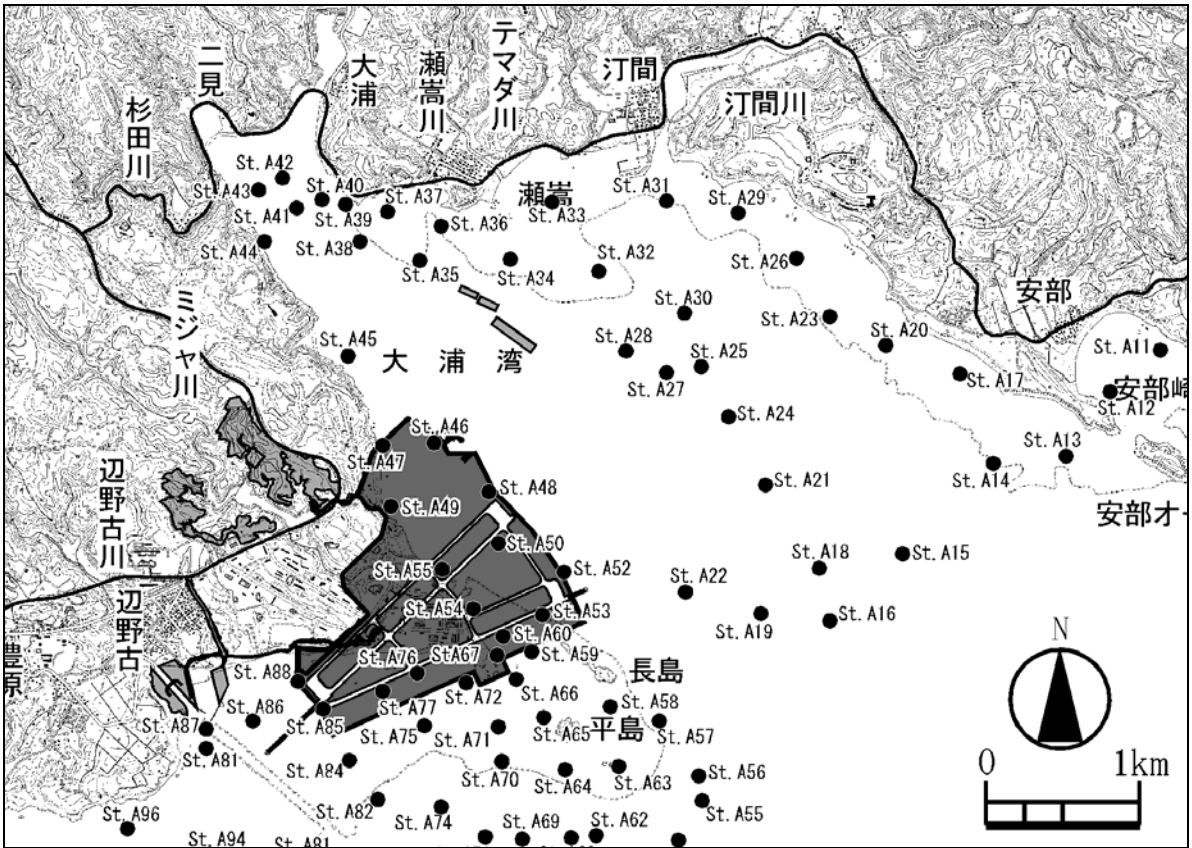 二見
杉田川
大浦
瀬嵩川
テマダ川
汀間
汀間川
St. A42
St. A43
St. A40
St. A37
St. A41
St. A39
瀬嵩
St. A33
St. A31
St. A29
St. A36
St. A44
St. A38
St. A35
St. A34
St. A32
St. A26
ミジャ川
安部
St. A30
St. A23
St. A20
St. A45
大浦湾
St. A28
St. A25
St. A27
St. A17
St. A11
安部崎
St. A12
St. A24
St. A46
St. A47
St. A13
St. A14
St. A48
St. A21
St. A49
安部オー
辺野古川
St. A50
St. A55
St. A52
St. A18
St. A15
St. A22
St. A54
St. A53
St. A19
St. A16
辺野古
豊原
St. A60
St. A59
St. A76
StA67
St. A88
St. A72
St. A66
長島
St. A58
N
St. A86
St. A77
St. A87
St. A85
St. A75
St. A71
St. A65
平島
St. A57
St. A81
St. A84
St. A70
St. A64
St. A63
St. A56
0
1km
St. A82
St. A74
St. A55
St. A96
St. A94
St. A81
St. A69
St. A62